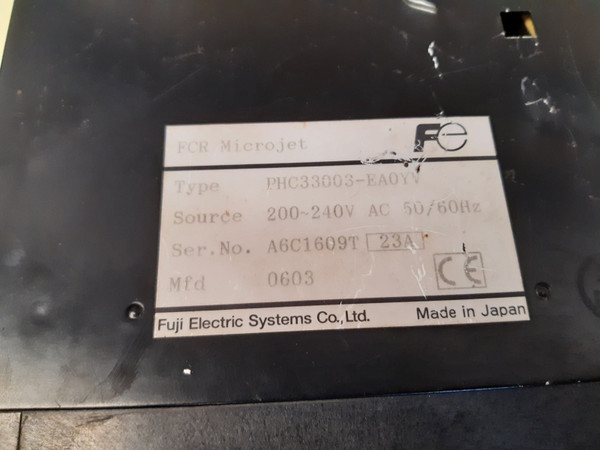 FCR Microjet
Fe
Type PHC33003-EA0YV
Source 200~240V AC 50/60Hz
Ser.No. A6C1609T 23A
Mfd 0603
CE
Fuji Electric Systems Co.,Ltd. Made in Japan